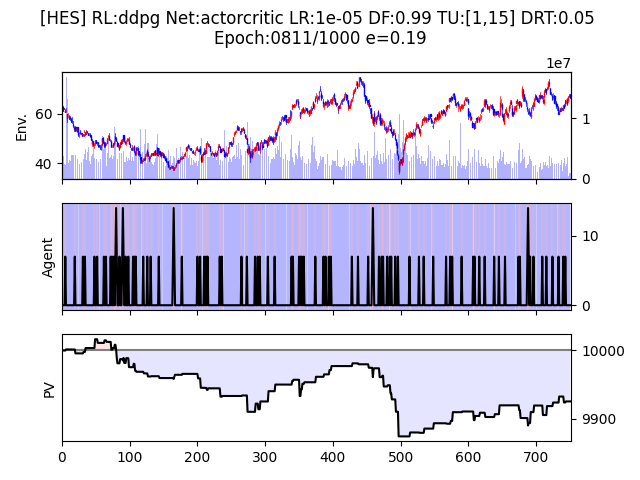 [HES] RL:ddpg Net:actorcritic LR:1e-05 DF:0.99 TU:[1,15] DRT:0.05
Epoch:0811/1000 e=0.19
1e7
Env.
60
40
1
0
Agent
10
0
PV
10000
9900
0 100 200 300 400 500 600 700